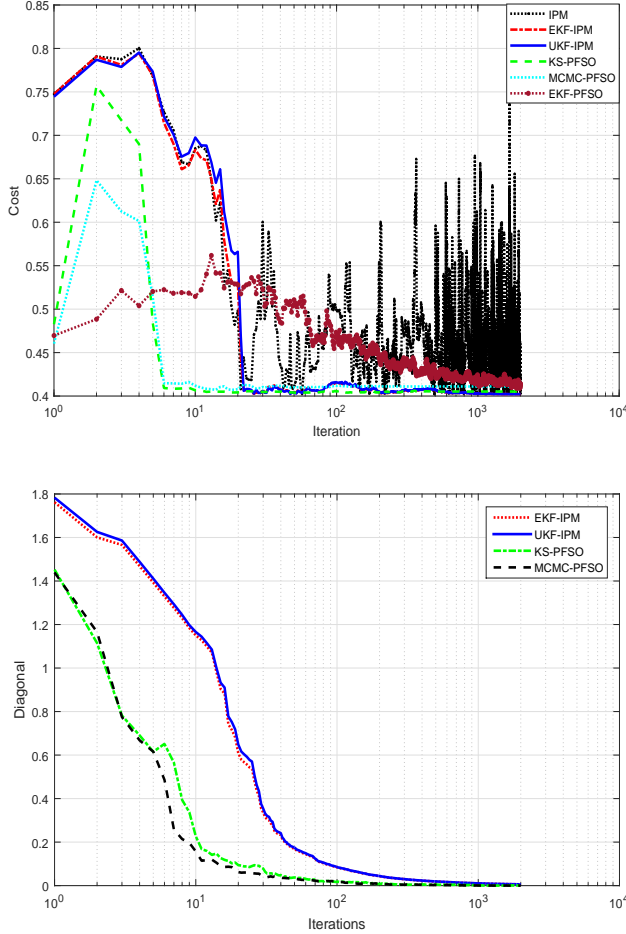 0.85
0.8
0.75
0.7
0.65
0.6
0.55
0.5
0.45
0.4
Cost
IPM
EKF-IPM
UKF-IPM
KS-PFSO
MCMC-PFSO
EKF-PFSO
10^0
10^1
10^2
10^3
10^4
Iteration
1.8
1.6
1.4
1.2
1
0.8
0.6
0.4
0.2
0
Diagonal
EKF-IPM
UKF-IPM
KS-PFSO
MCMC-PFSO
10^0
10^1
10^2
10^3
10^4
Iterations